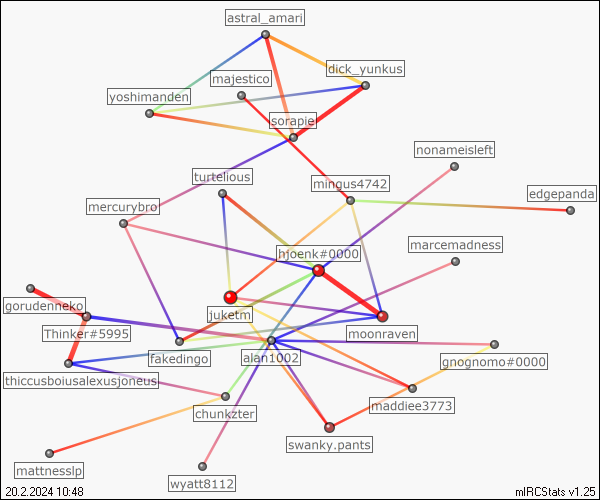 astral_amari
dick_yunkus
majestico
yoshimanden
sorapie
nonameisleft
turtelious
mingus4742
edgepanda
mercurybro
marcemadness
hjoenk#0000
gorudenneko
juketm
Thinker#5995
moonraven
fakedingo
alan1002
gnognomo#0000
thiccusboiusalexusjoneus
maddiee3773
chunkzter
swanky.pants
mattnesslp
wyatt8112
20.2.2024 10:48
mIRCStats v1.25